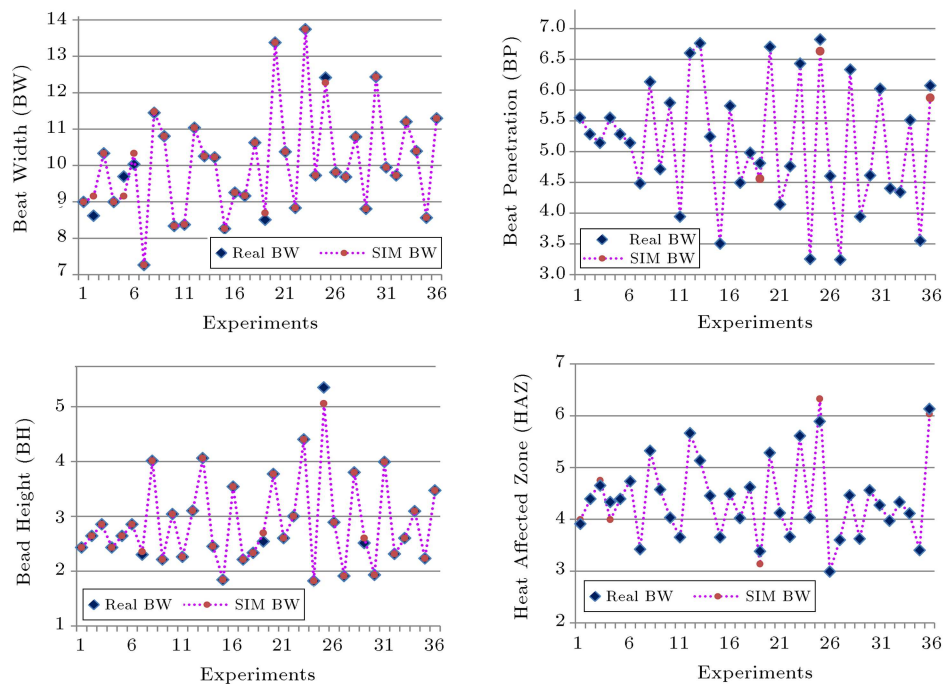 Beat Width (BW)
14
13
12
11
10
9
8
7
Real BW SIM BW
1 6 11 16 21 26 31 36
Experiments
Beat Penetration (BP)
7.0
6.5
6.0
5.5
5.0
4.5
4.0
3.5
3.0
Real BW
SIM BW
1 6 11 16 21 26 31 36
Experiments
Bead Height (BH)
5
4
3
2
1
Real BW SIM BW
1 6 11 16 21 26 31 36
Experiments
Heat Affected Zone (HAZ)
7
6
5
4
3
2
Real BW SIM BW
1 6 11 16 21 26 31 36
Experiments